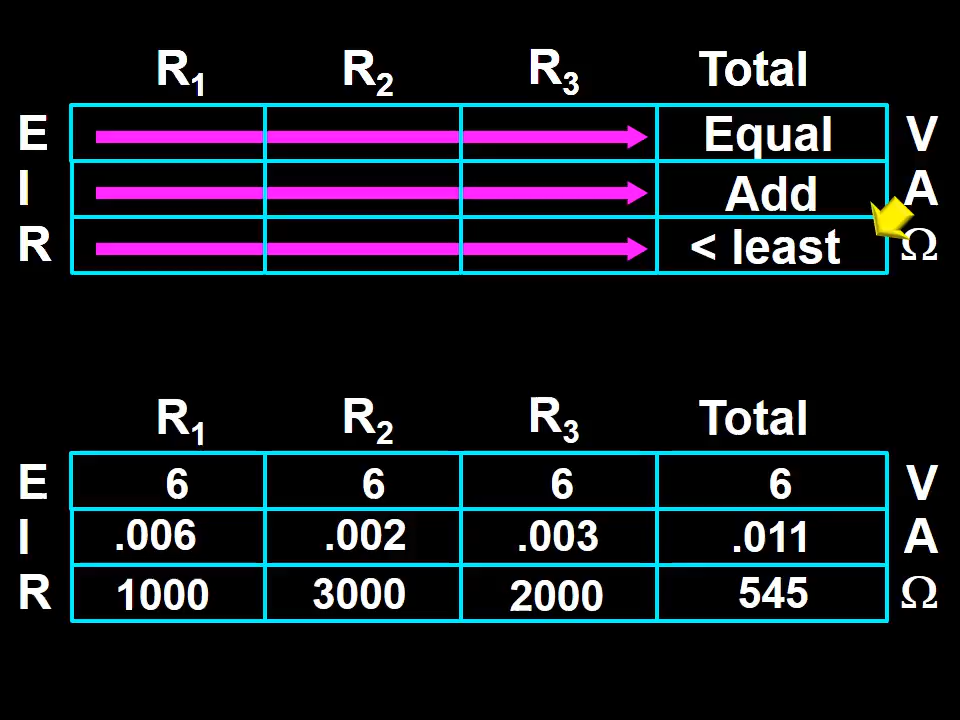 R1 R2 R3 Total
E Equal V
I Add A
R < least Ω
R1 R2 R3 Total
E 6 6 6 6 V
I .006 .002 .003 .011 A
R 1000 3000 2000 545 Ω